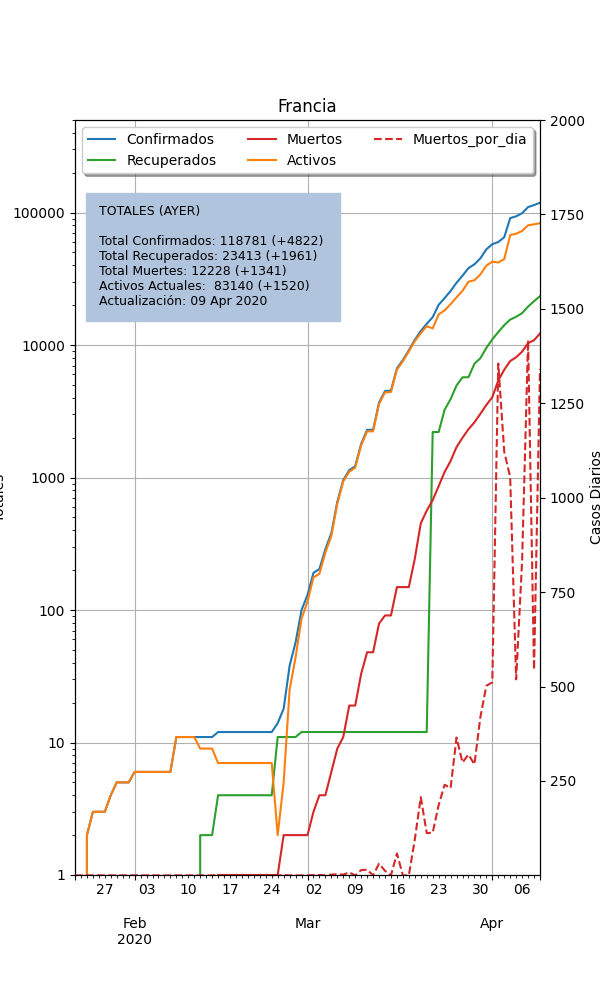 Francia
Confirmados
Recuperados
Muertos
Activos
Muertos_por_dia
TOTALES (AYER)
Total Confirmados: 118781 (+4822)
Total Recuperados: 23413 (+1961)
Total Muertes: 12228 (+1341)
Activos Actuales:  83140 (+1520)
Actualización: 09 Apr 2020
100000
10000
1000
100
10
1
2000
1750
1500
1250
1000
750
500
250
Casos Diarios
27 03 10 17 24 02 09 16 23 30 06
Feb Mar Apr
2020